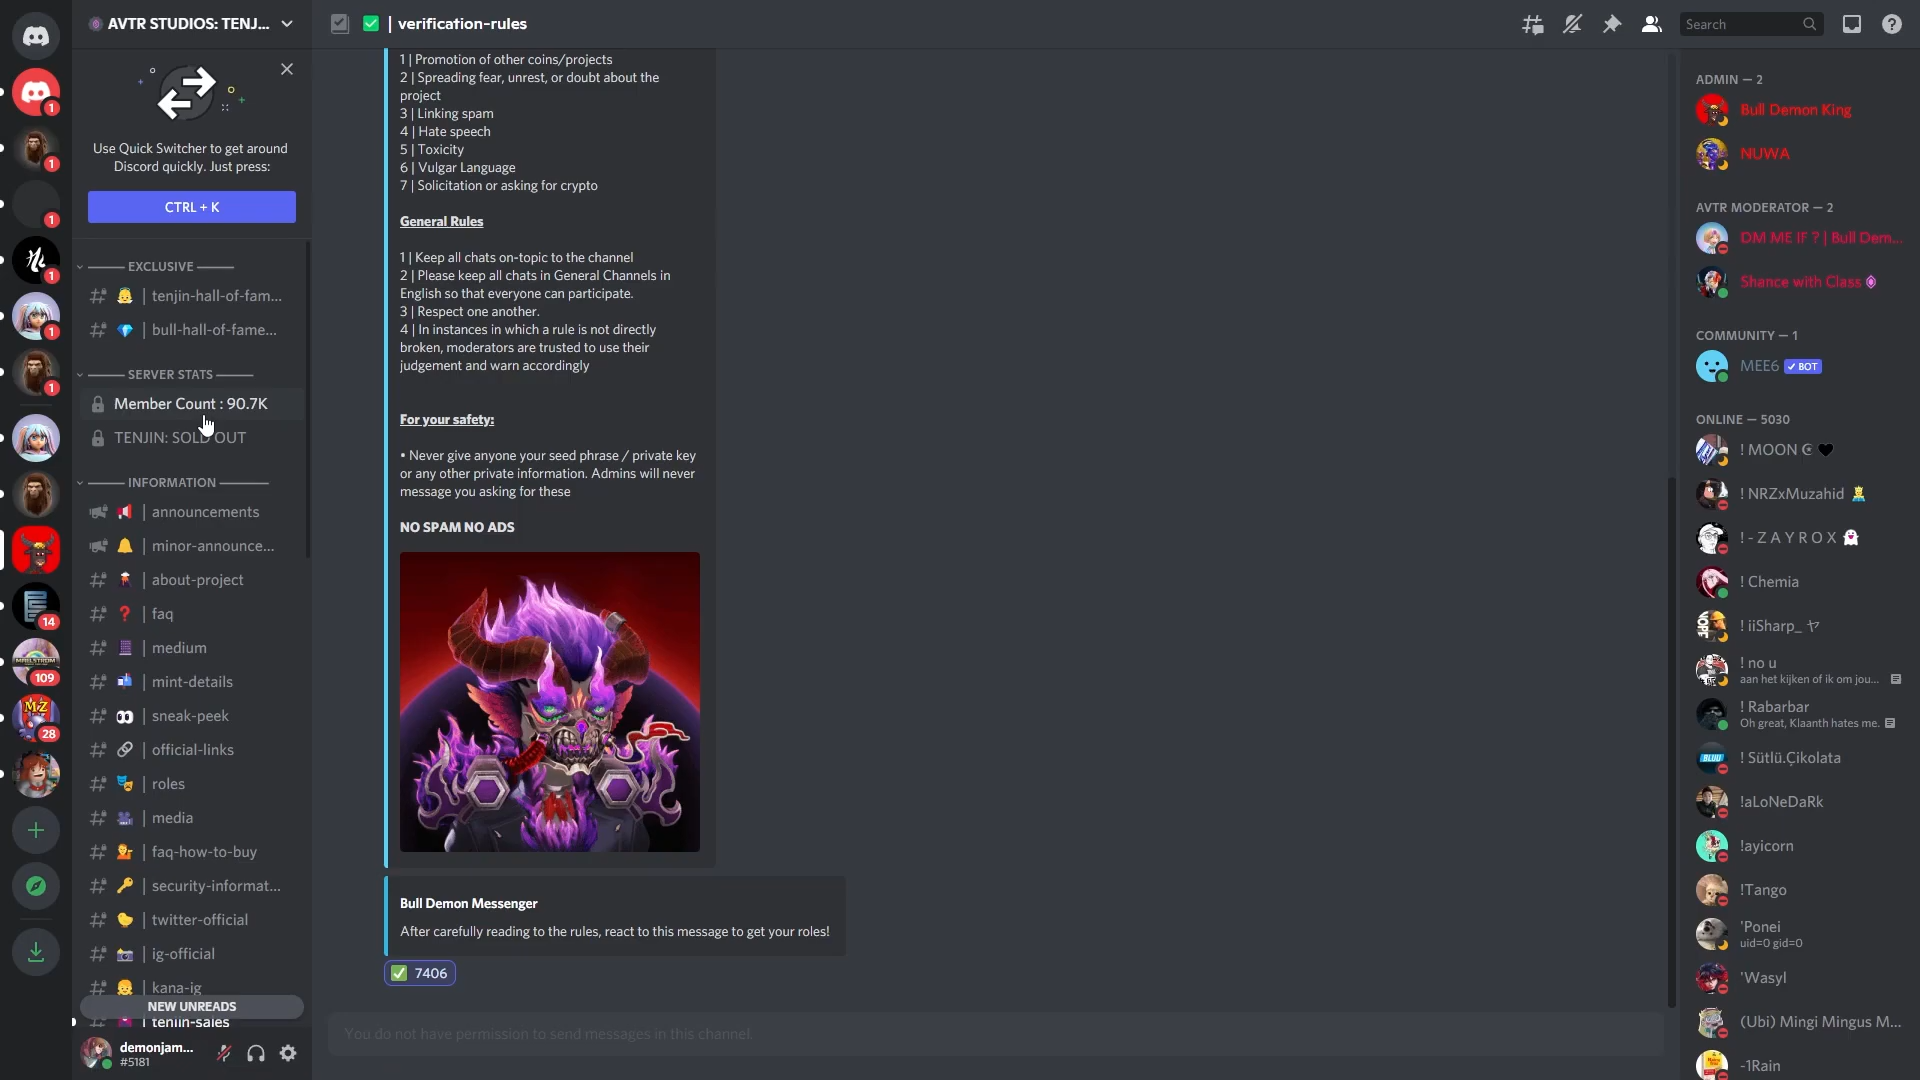 AVTR STUDIOS: TENJ...
| verification-rules
Search
Use Quick Switcher to get around
Discord quickly. Just press:
CTRL + K
EXCLUSIVE
| tenjin-hall-of-fam...
| bull-hall-of-fame...
SERVER STATS
Member Count : 90.7K
TENJIN: SOLD OUT
INFORMATION
| announcements
| minor-announce...
| about-project
| faq
| medium
| mint-details
| sneak-peek
| official-links
| roles
| media
| faq-how-to-buy
| security-informat...
| twitter-official
| ig-official
| kana-ig
NEW UNREADS
| tenjin-sales
demonjam...
#5181
1
1
1
1
1
1
14
109
MZ
28
1 | Promotion of other coins/projects
2 | Spreading fear, unrest, or doubt about the
project
3 | Linking spam
4 | Hate speech
5 | Toxicity
6 | Vulgar Language
7 | Solicitation or asking for crypto
General Rules
1 | Keep all chats on-topic to the channel
2 | Please keep all chats in General Channels in
English so that everyone can participate.
3 | Respect one another.
4 | In instances in which a rule is not directly
broken, moderators are trusted to use their
judgement and warn accordingly
For your safety:
• Never give anyone your seed phrase / private key
or any other private information. Admins will never
message you asking for these
NO SPAM NO ADS
Bull Demon Messenger
After carefully reading to the rules, react to this message to get your roles!
7406
You do not have permission to send messages in this channel.
ADMIN — 2
Bull Demon King
NUWA
AVTR MODERATOR — 2
DM ME IF ? | Bull Dem...
Shance with Class
COMMUNITY — 1
MEE6 ✓ BOT
ONLINE — 5030
! MOON ☪ 🖤
! NRZxMuzahid
! - Z A Y R O X 👻
! Chemia
! iiSharp_ ヤ
! no u
aan het kijken of ik om jou...
! Rabarbar
Oh great, Klaanth hates me.
BLUU
! Sütlü.Çikolata
!aLoNeDaRk
!ayicorn
!Tango
'Ponei
uid=0 gid=0
'Wasyl
(Ubi) Mingi Mingus M...
-1Rain